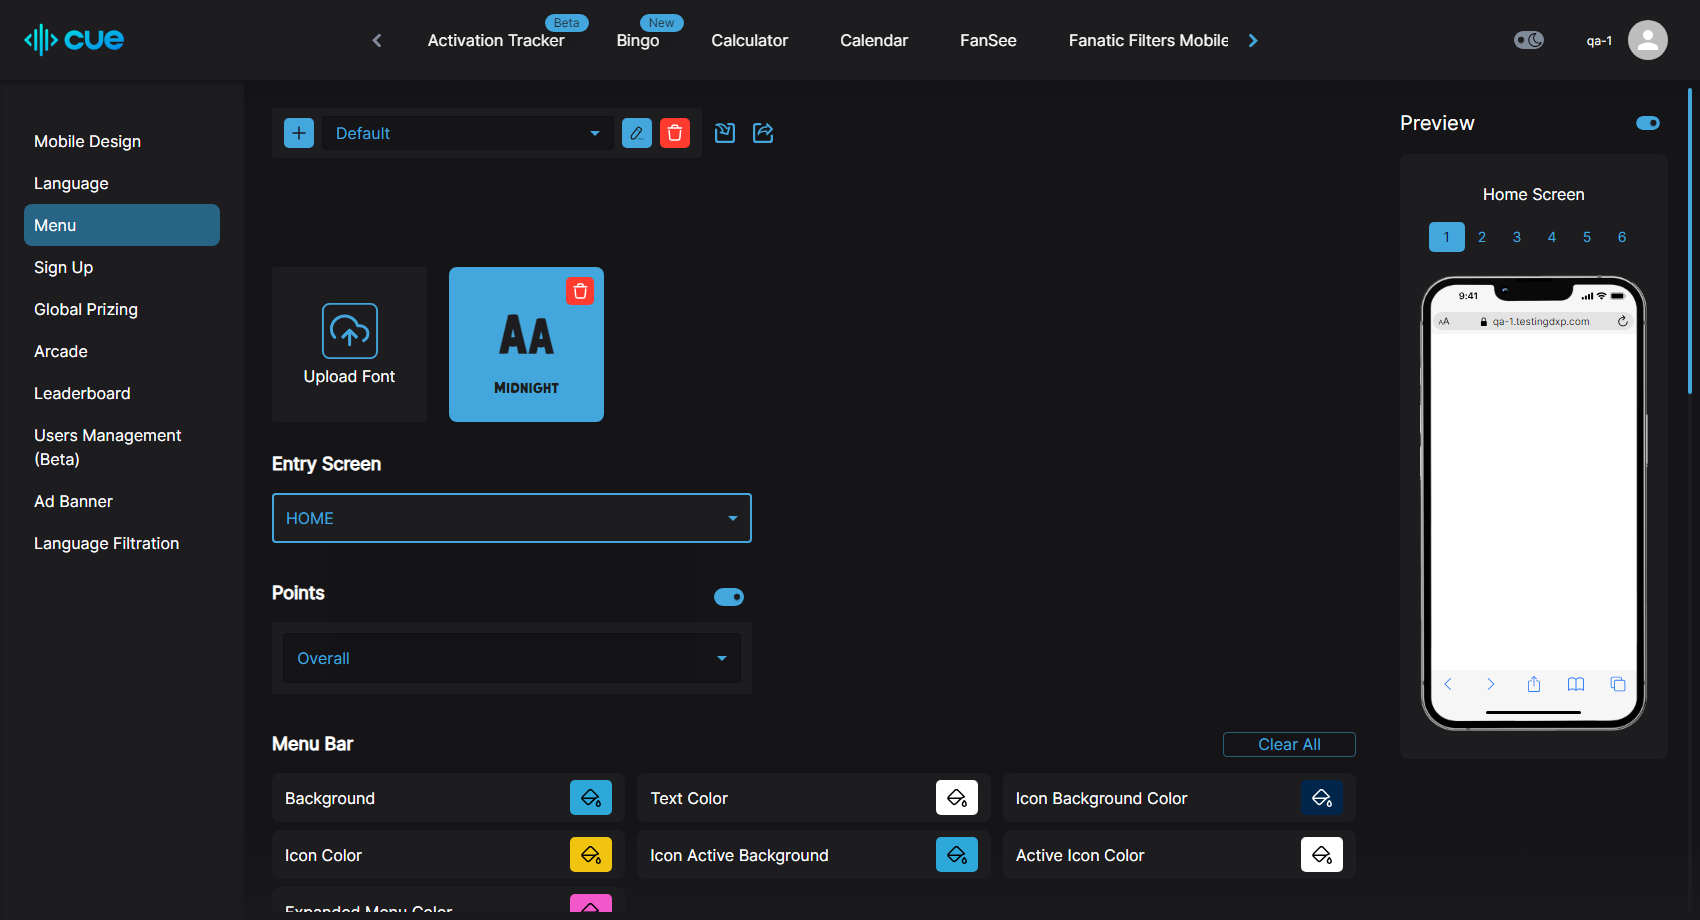 cue
Activation Tracker
Beta
Bingo
New
Calculator
Calendar
FanSee
Fanatic Filters Mobile
qa-1
Mobile Design
Language
Menu
Sign Up
Global Prizing
Arcade
Leaderboard
Users Management
(Beta)
Ad Banner
Language Filtration
Default
Upload Font
AA
MIDNIGHT
Entry Screen
HOME
Points
Overall
Menu Bar
Clear All
Background
Text Color
Icon Background Color
Icon Color
Icon Active Background
Active Icon Color
Expanded Menu Color
Preview
Home Screen
1 2 3 4 5 6
9:41
AA qa-1.testingdxp.com